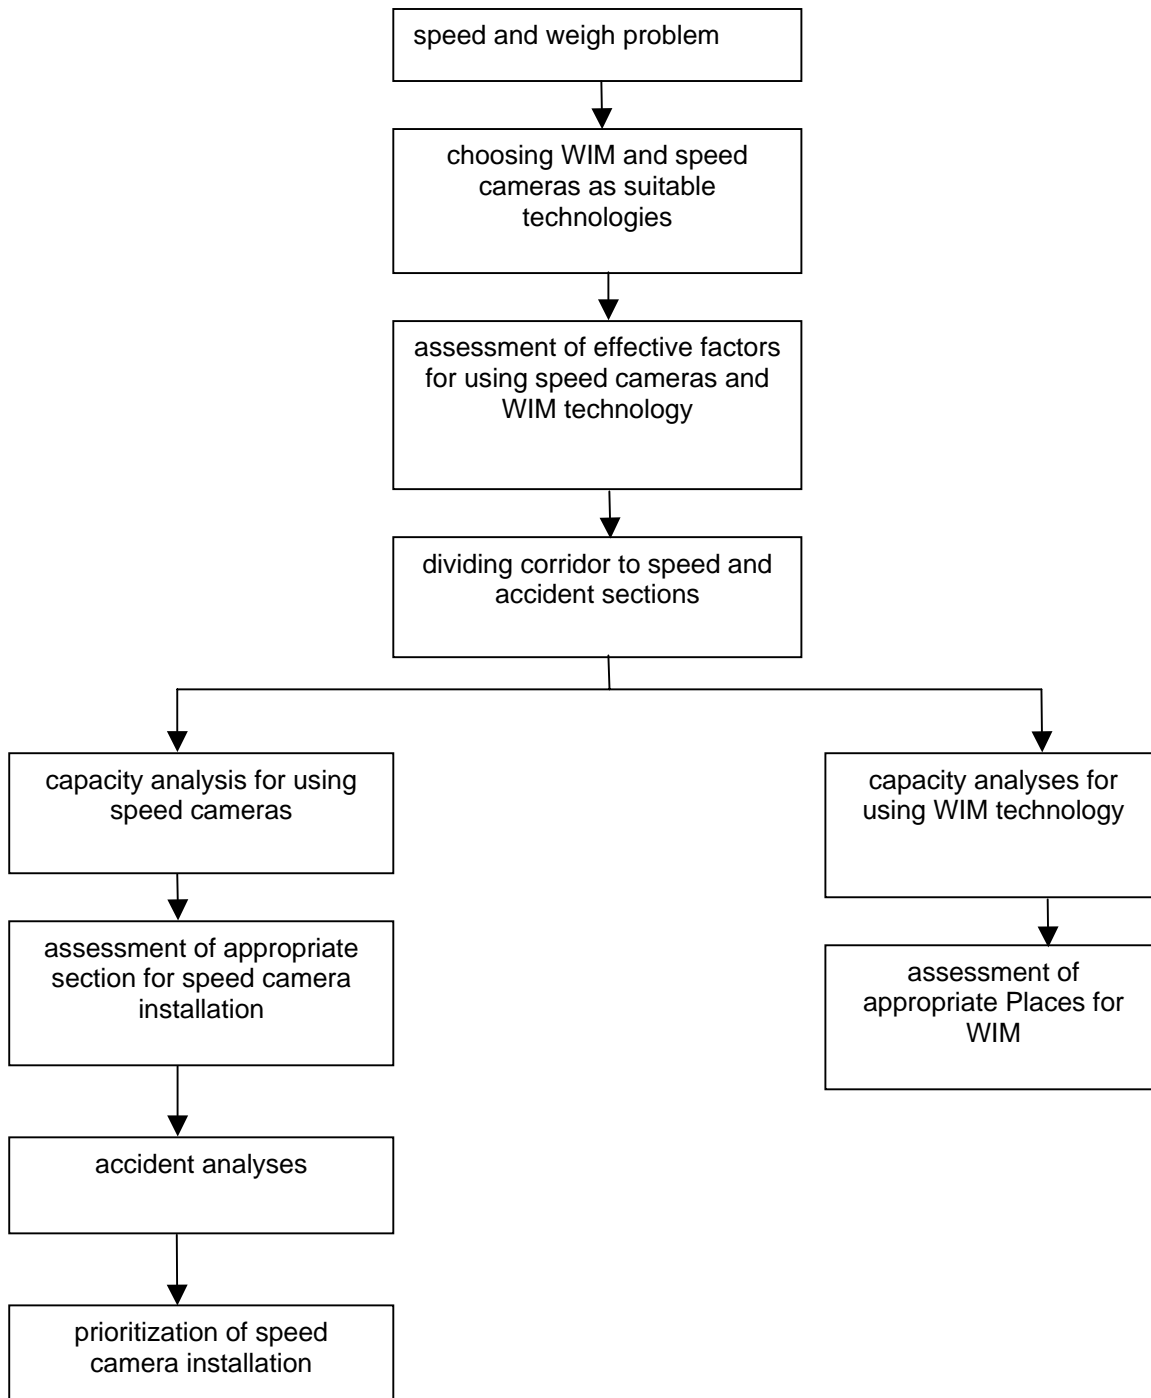 speed and weigh problem
choosing WIM and speed
cameras as suitable
technologies
assessment of effective factors
for using speed cameras and
WIM technology
dividing corridor to speed and
accident sections
capacity analysis for using
speed cameras
capacity analyses for
using WIM technology
assessment of appropriate
section for speed camera
installation
assessment of
appropriate Places for
WIM
accident analyses
prioritization of speed
camera installation